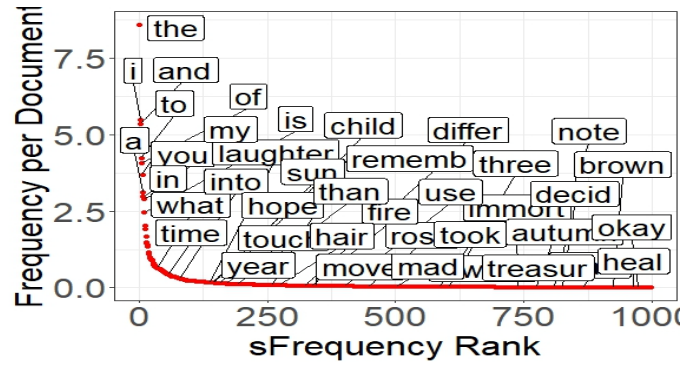 Frequency per Document
7.5
5.0
2.5
0.0
the
i
and
to
of
a
my
is
child
differ
note
you
laughter
rememb
three
brown
in
into
sun
than
use
decid
what
hope
fire
immort
time
touch
hair
ros
took
autum
okay
year
move
mad
w
treasur
heal
0
250
500
750
1000
sFrequency Rank